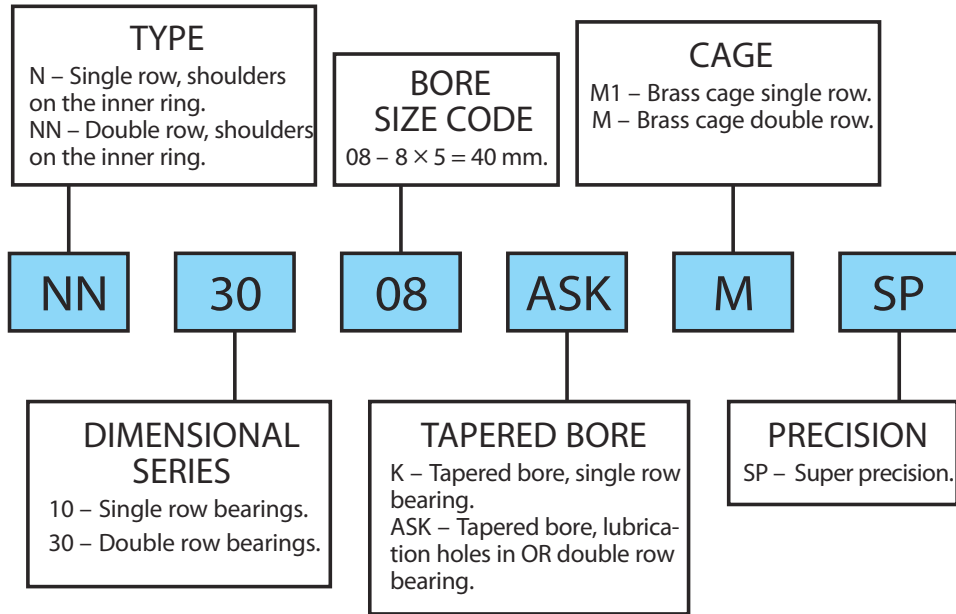 TYPE
N – Single row, shoulders
on the inner ring.
NN – Double row, shoulders
on the inner ring.
BORE
SIZE CODE
08 – 8 × 5 = 40 mm.
CAGE
M1 – Brass cage single row.
M – Brass cage double row.
NN
30
08
ASK
M
SP
DIMENSIONAL
SERIES
10 – Single row bearings.
30 – Double row bearings.
TAPERED BORE
K – Tapered bore, single row
bearing.
ASK – Tapered bore, lubrica-
tion holes in OR double row
bearing.
PRECISION
SP – Super precision.